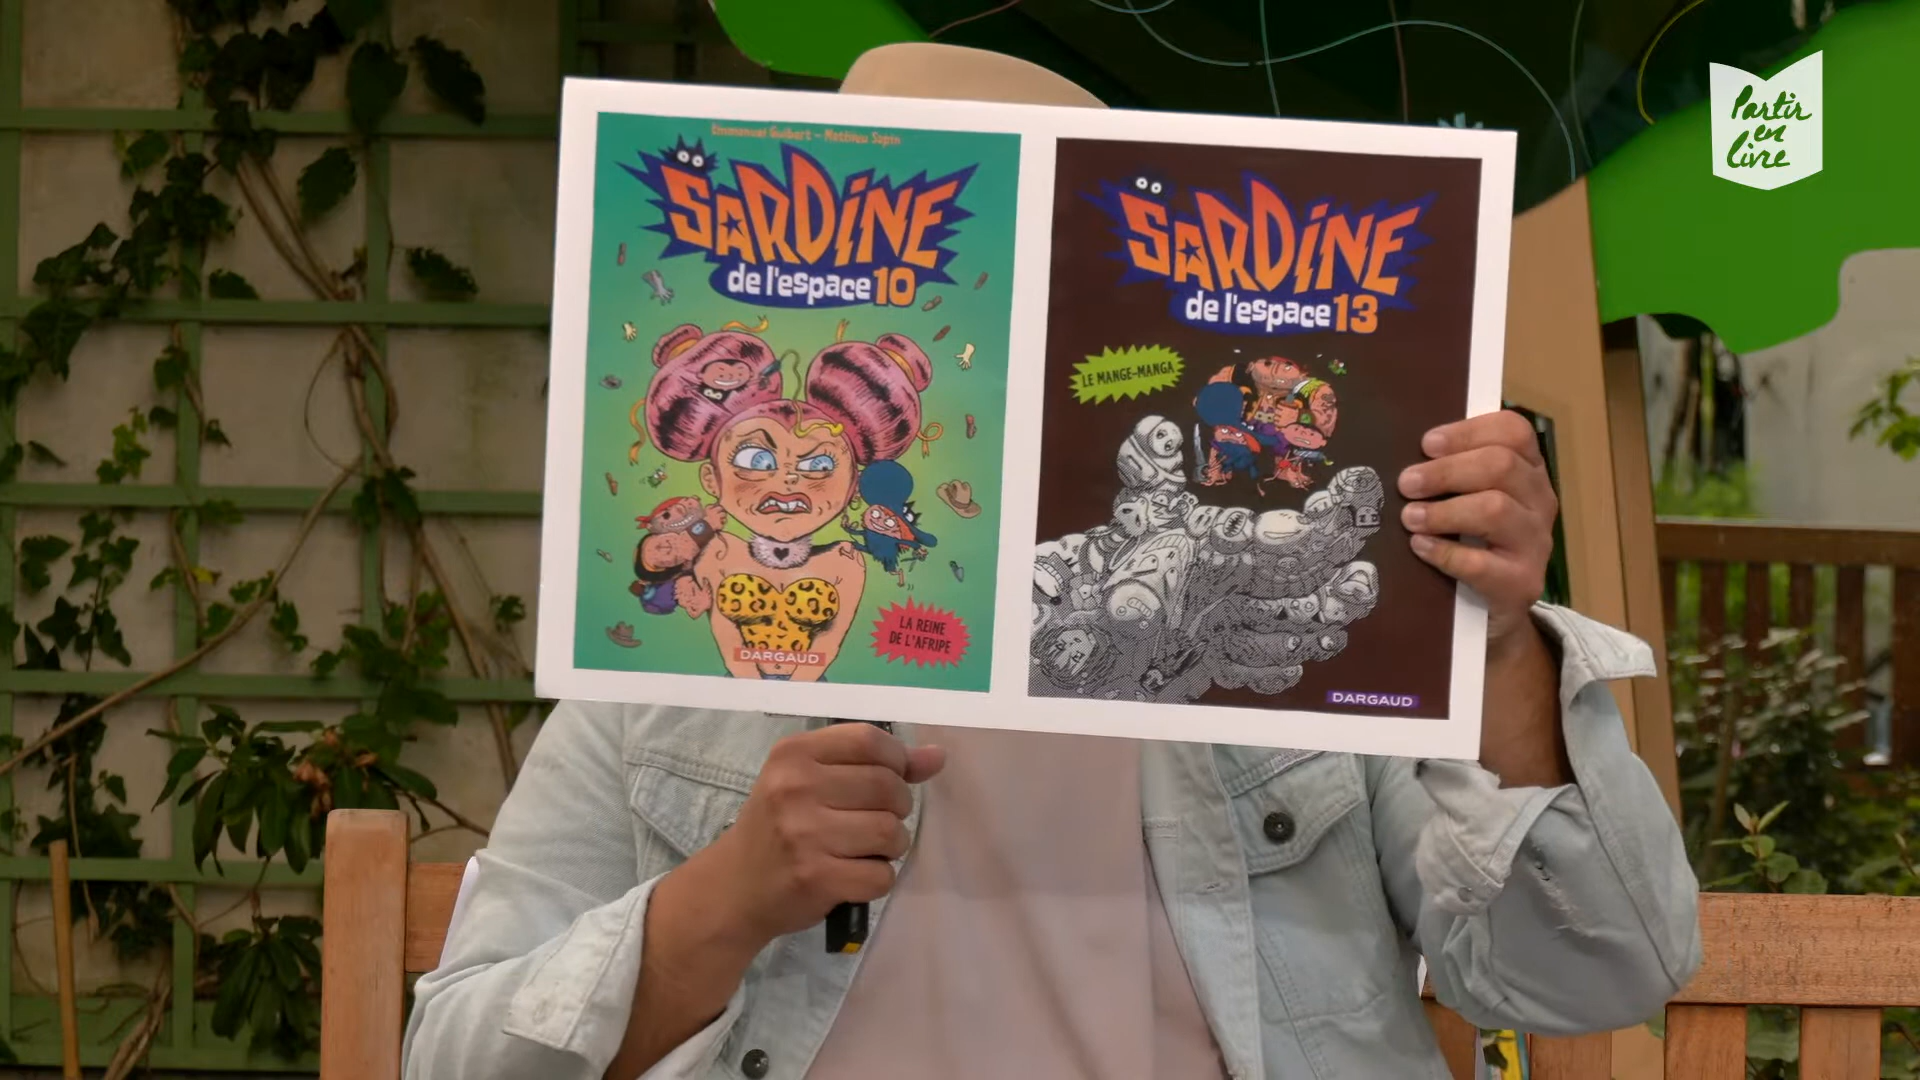 Emmanuel Guibert – Mathieu Sapin
SARDINE
de l'espace 10
LA REINE
DE L'AFRIPE
DARGAUD
SARDINE
de l'espace 13
LE MANGE-MANGA
DARGAUD
Partir
en
Livre